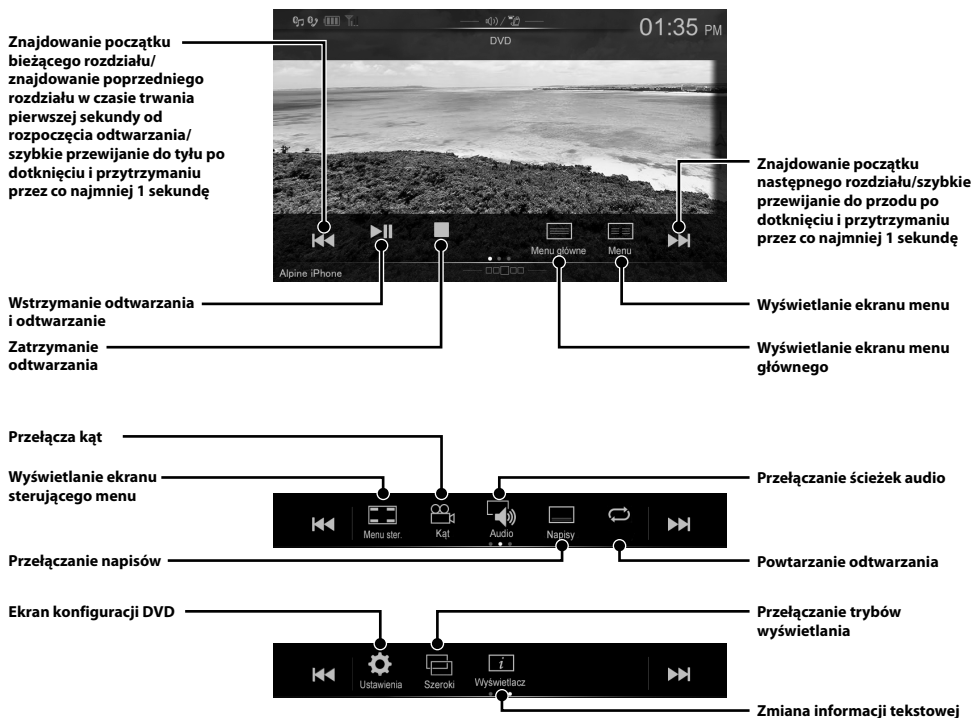 01:35 PM
DVD
Znajdowanie początku
bieżącego rozdziału/
znajdowanie poprzedniego
rozdziału w czasie trwania
pierwszej sekundy od
rozpoczęcia odtwarzania/
szybkie przewijanie do tyłu po
dotknięciu i przytrzymaniu
przez co najmniej 1 sekundę
Znajdowanie początku
następnego rozdziału/szybkie
przewijanie do przodu po
dotknięciu i przytrzymaniu
przez co najmniej 1 sekundę
Menu główne
Menu
Alpine iPhone
Wstrzymanie odtwarzania
i odtwarzanie
Zatrzymanie
odtwarzania
Wyświetlanie ekranu menu
Wyświetlanie ekranu menu
głównego
Przełącza kąt
Wyświetlanie ekranu
sterującego menu
Przełączanie ścieżek audio
Menu ster.
Kąt
Audio
Napisy
Przełączanie napisów
Powtarzanie odtwarzania
Ekran konfiguracji DVD
Przełączanie trybów
wyświetlania
Ustawienia
Szeroki
Wyświetlacz
Zmiana informacji tekstowej